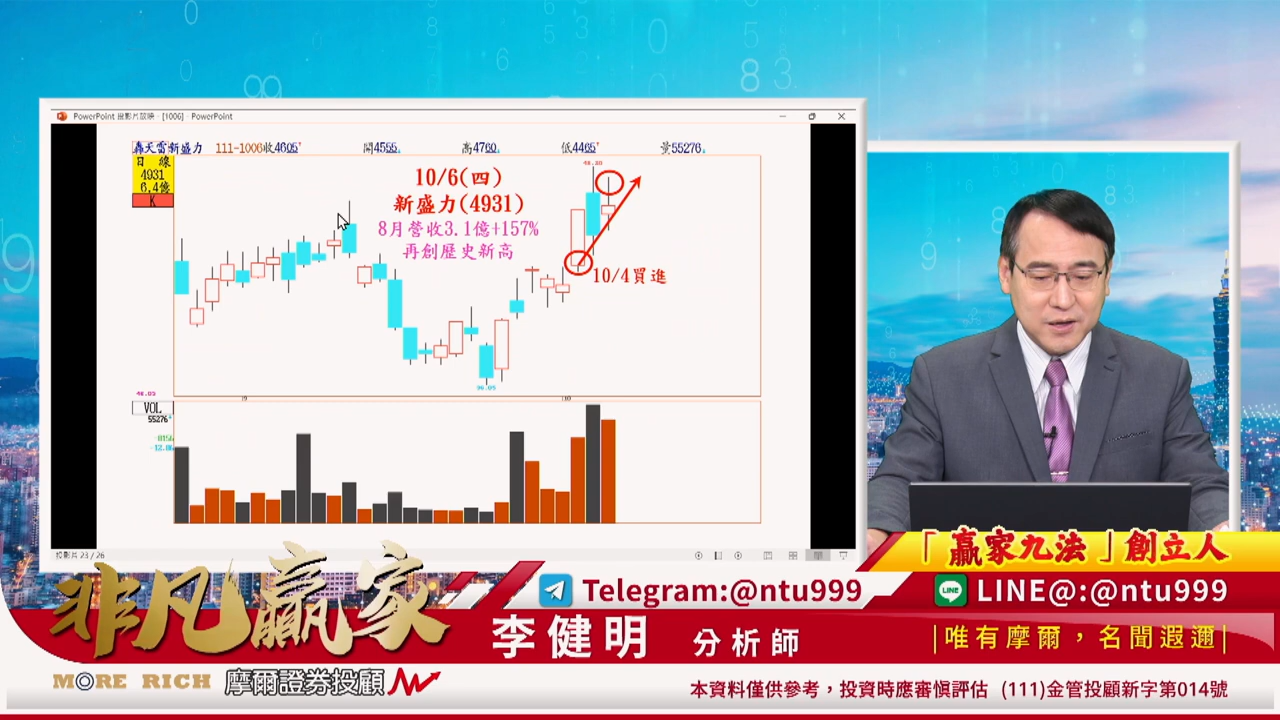 PowerPoint 投影片放映 - [1006] - PowerPoint
轟天雷新盛力 111-1006收4605 開4555 高4760 低4465 量55276
日 線
4931
6.4億
K
48.20
10/6(四)
新盛力(4931)
8月營收3.1億+157%
再創歷史新高
10/4買進
VOL
55276
投影片 23 / 26
「贏家九法」創立人
非凡贏家
Telegram:@ntu999
LINE@:@ntu999
LINE
李健明 分析師
|唯有摩爾，名聞遐邇|
MORE RICH 摩爾證券投顧
本資料僅供參考，投資時應審慎評估 (111)金管投顧新字第014號